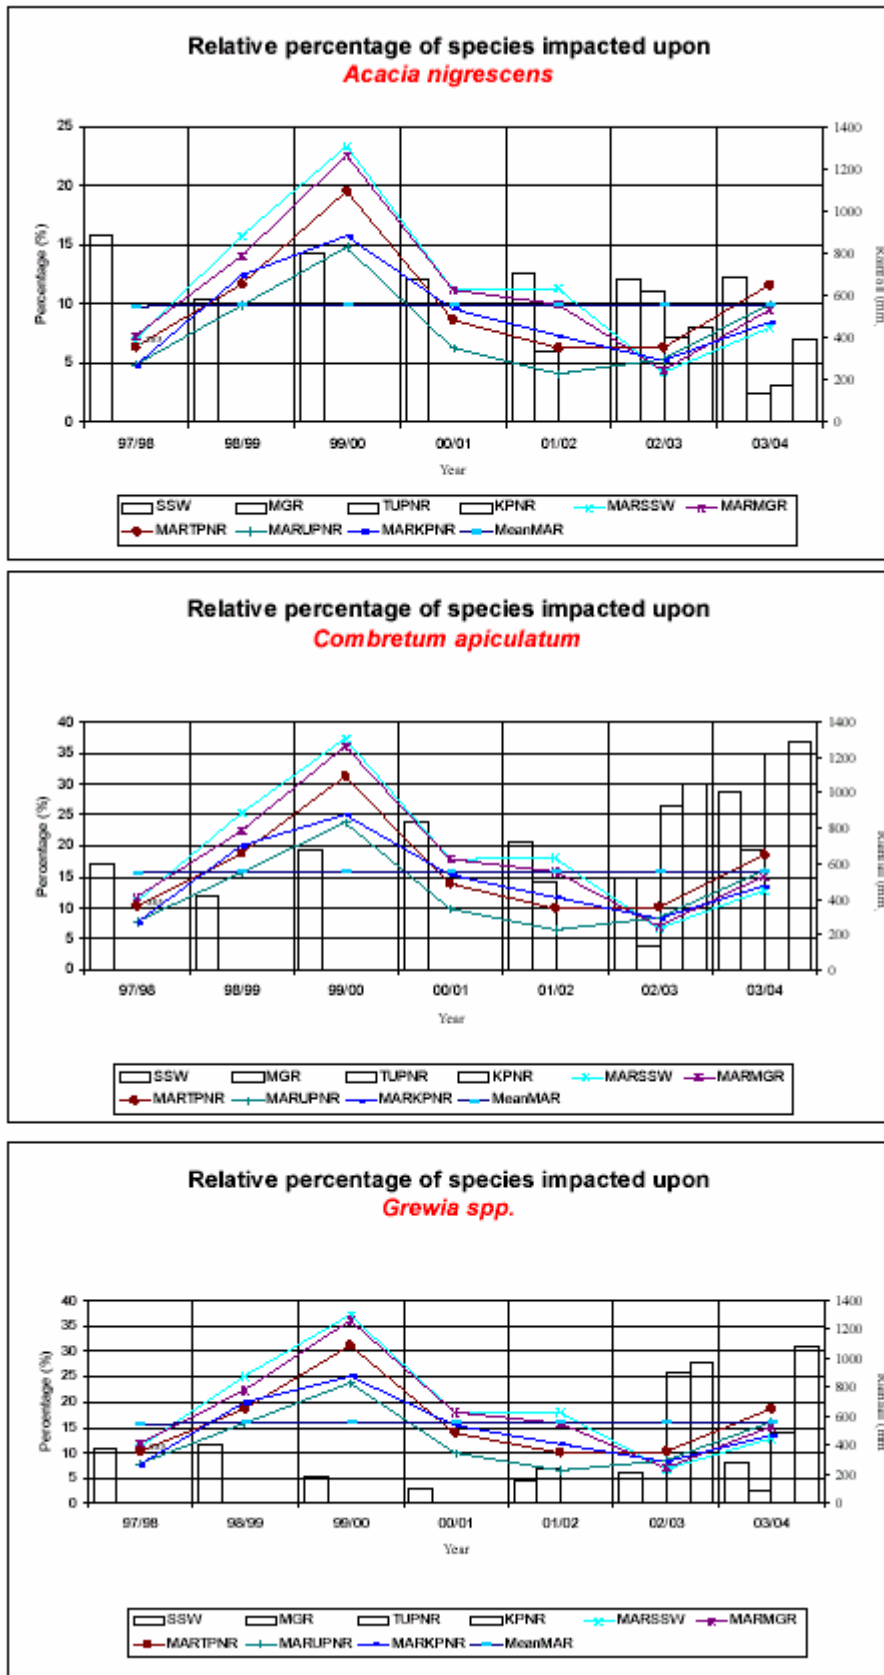 Relative percentage of species impacted upon
Acacia nigrescens
25 1400
1200
20
1000
15 800
10 600
400
5
200
0 0
Percentage (%)
97/98 98/99 99/00 00/01 01/02 02/03 03/04
Year
SSW MGR TUPNR KPNR MARSSW MARMGR
MARTPNR MARUPNR MARKPNR MeanMAR
Relative percentage of species impacted upon
Combretum apiculatum
40 1400
35 1200
30 1000
25 800
20
15 600
10 400
5 200
0 0
Percentage (%)
97/98 98/99 99/00 00/01 01/02 02/03 03/04
Year
SSW MGR TUPNR KPNR MARSSW MARMGR
MARTPNR MARUPNR MARKPNR MeanMAR
Relative percentage of species impacted upon
Grewia spp.
40 1400
35 1200
30 1000
25 800
20
15 600
10 400
5 200
0 0
Percentage (%)
97/98 98/99 99/00 00/01 01/02 02/03 03/04
Year
SSW MGR TUPNR KPNR MARSSW MARMGR
MARTPNR MARUPNR MARKPNR MeanMAR